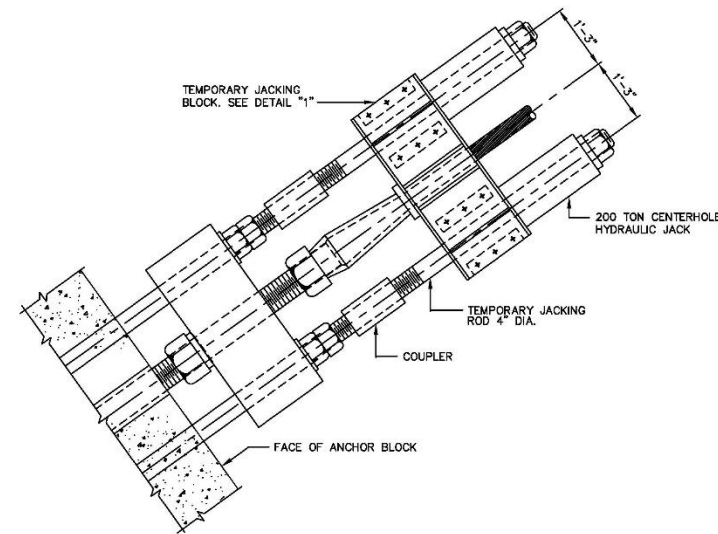 1'-3"
1'-3"
TEMPORARY JACKING
BLOCK. SEE DETAIL "1"
200 TON CENTERHOLE
HYDRAULIC JACK
TEMPORARY JACKING
ROD 4" DIA.
COUPLER
FACE OF ANCHOR BLOCK